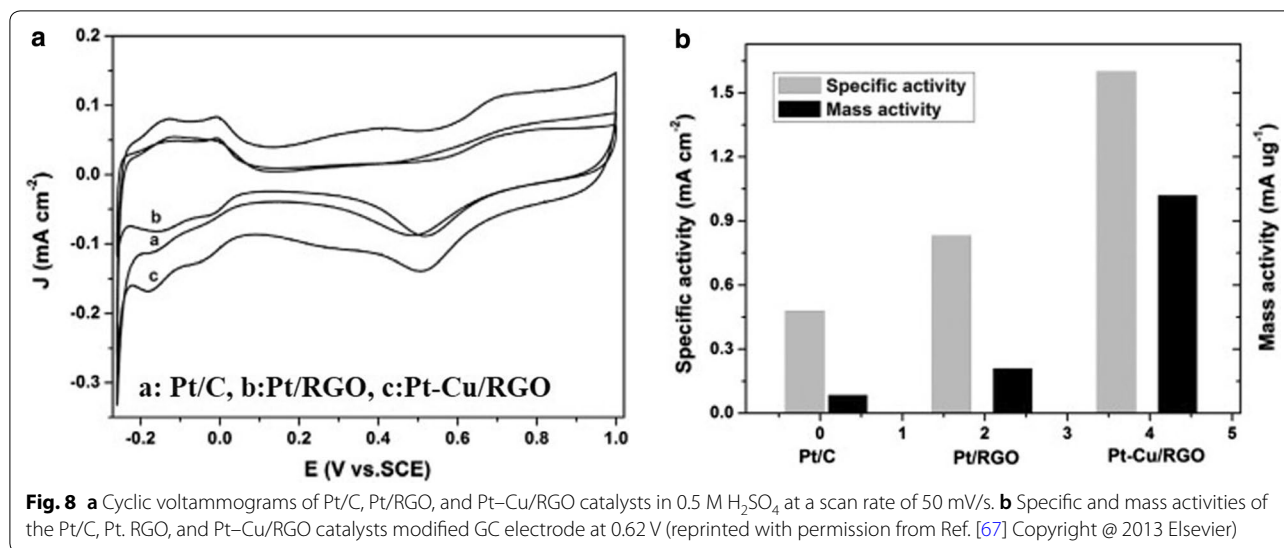 a
J (mA cm-2)
0.2
0.1
0.0
-0.1
-0.2
-0.3
b
a
c
a: Pt/C, b:Pt/RGO, c:Pt-Cu/RGO
-0.2 0.0 0.2 0.4 0.6 0.8 1.0
E (V vs.SCE)
b
Specific activity (mA cm-2)
1.5
1.2
0.9
0.6
0.3
0.0
Specific activity
Mass activity
Mass activity (mA ug-1)
0 1 2 3 4 5
Pt/C Pt/RGO Pt-Cu/RGO
Fig. 8 a Cyclic voltammograms of Pt/C, Pt/RGO, and Pt–Cu/RGO catalysts in 0.5 M H2SO4 at a scan rate of 50 mV/s. b Specific and mass activities of
the Pt/C, Pt. RGO, and Pt–Cu/RGO catalysts modified GC electrode at 0.62 V (reprinted with permission from Ref. [67] Copyright @ 2013 Elsevier)